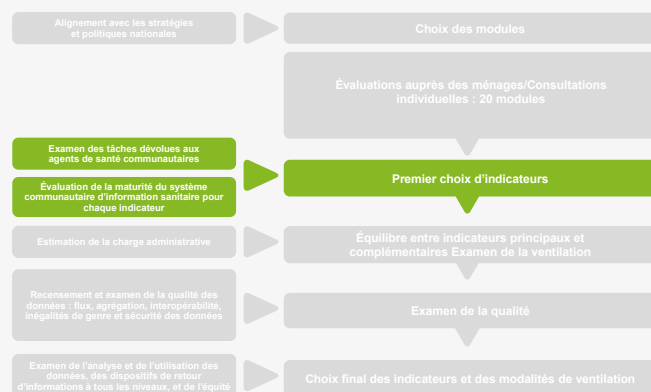 Alignement avec les stratégies
et politiques nationales
Choix des modules
Évaluations auprès des ménages/Consultations
individuelles : 20 modules
Examen des tâches dévolues aux
agents de santé communautaires
Évaluation de la maturité du système
communautaire d'information sanitaire pour
chaque indicateur
Premier choix d'indicateurs
Estimation de la charge administrative
Équilibre entre indicateurs principaux et
complémentaires Examen de la ventilation
Recensement et examen de la qualité des
données : flux, agrégation, interopérabilité,
inégalités de genre et sécurité des données
Examen de la qualité
Examen de l'analyse et de l'utilisation des
données, des dispositifs de retour
d'informations à tous les niveaux, et de l'équité
Choix final des indicateurs et des modalités de ventilation